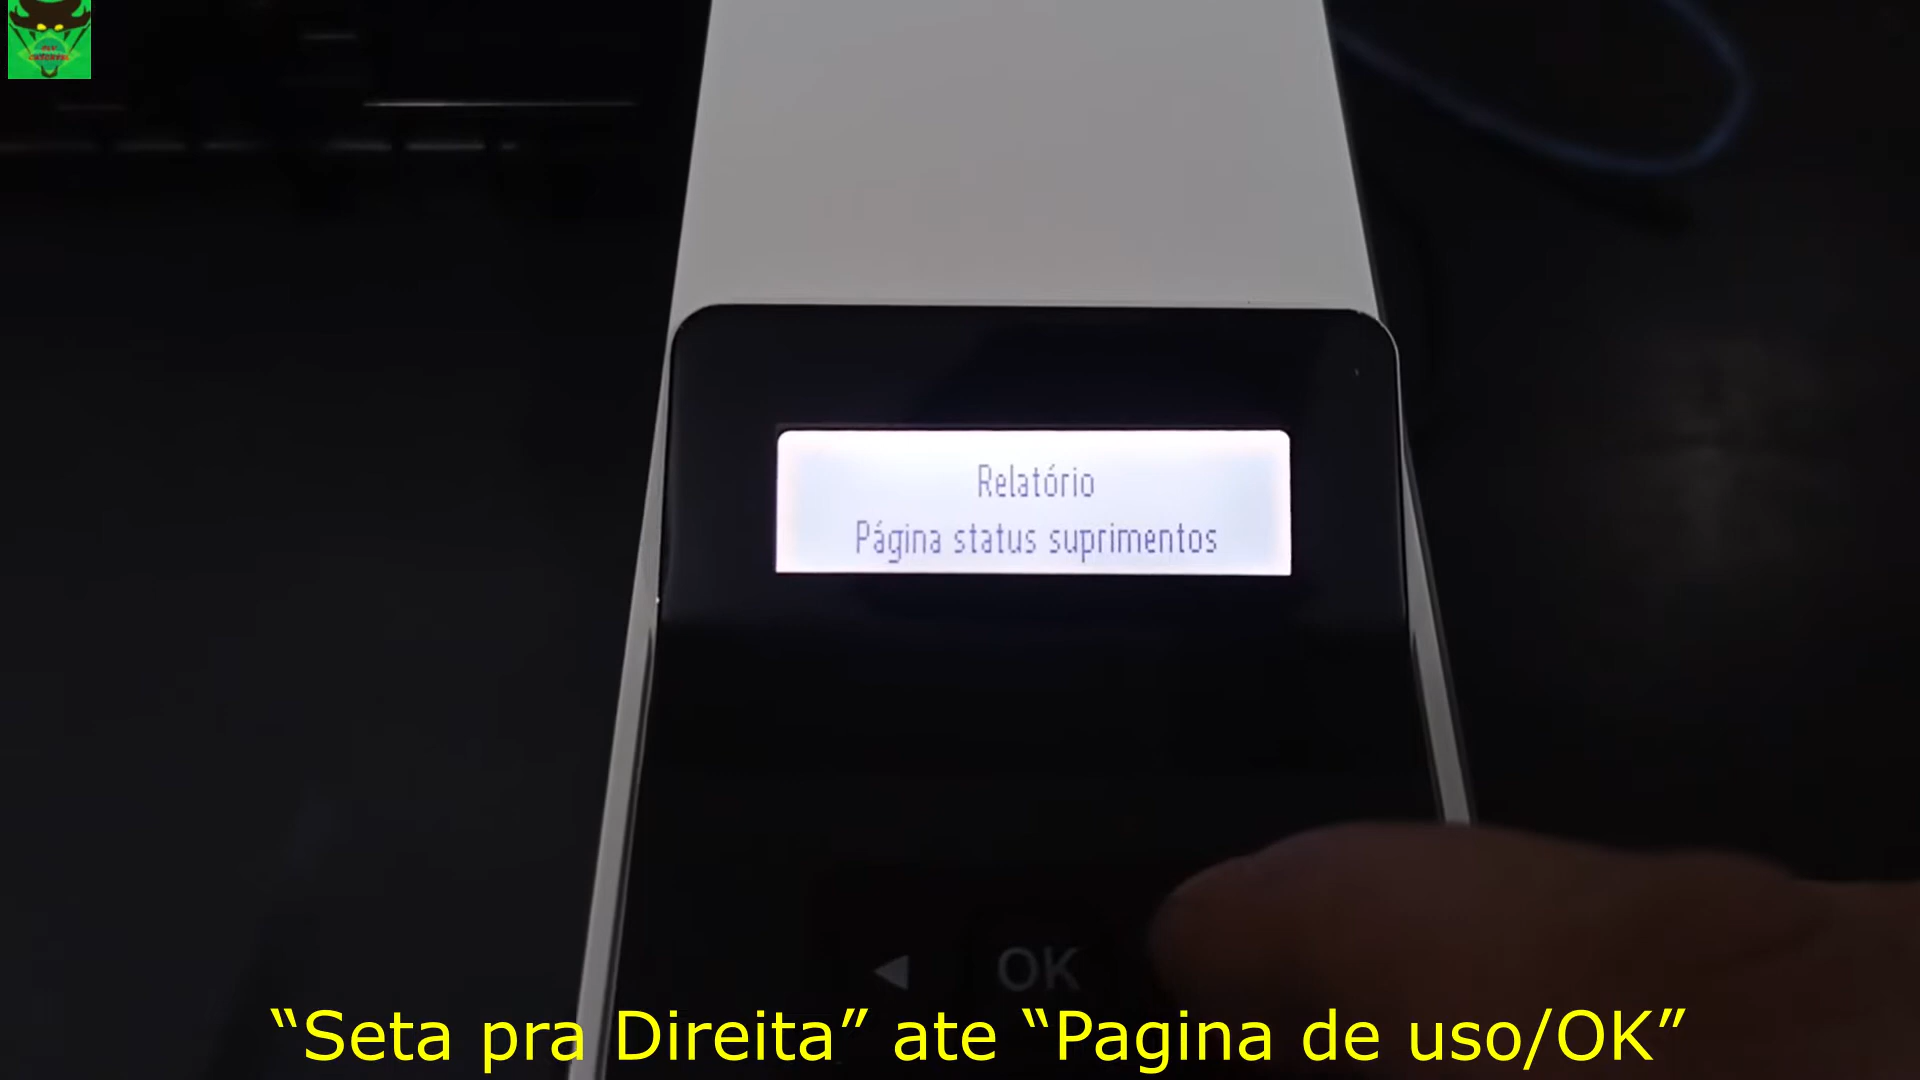 Relatório
Página status suprimentos
OK
“Seta pra Direita” ate “Pagina de uso/OK”